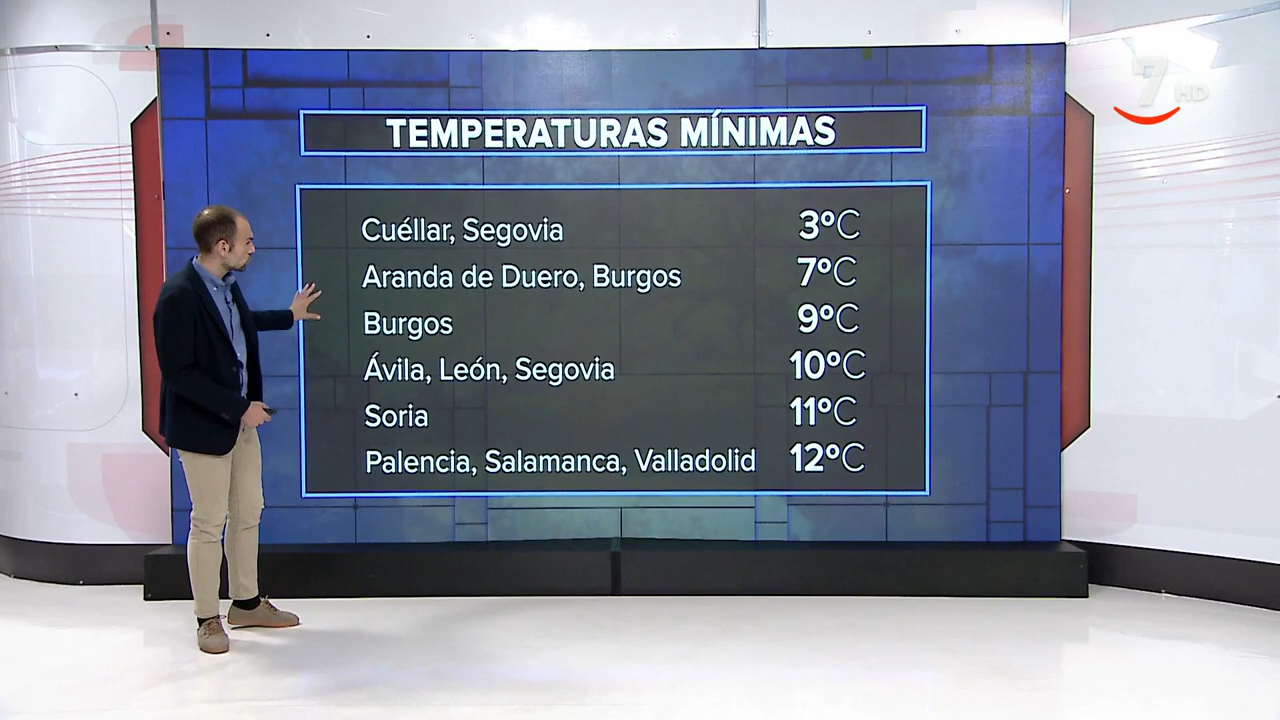 7 HD
TEMPERATURAS MÍNIMAS
Cuéllar, Segovia 3ºC
Aranda de Duero, Burgos 7ºC
Burgos 9ºC
Ávila, León, Segovia 10ºC
Soria 11ºC
Palencia, Salamanca, Valladolid 12ºC